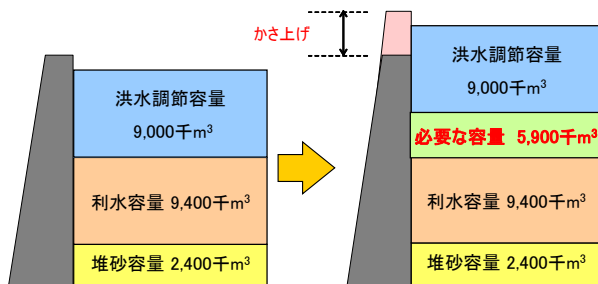 洪水調節容量
9,000千m³
利水容量 9,400千m³
堆砂容量 2,400千m³
かさ上げ
洪水調節容量
9,000千m³
必要な容量 5,900千m³
利水容量 9,400千m³
堆砂容量 2,400千m³